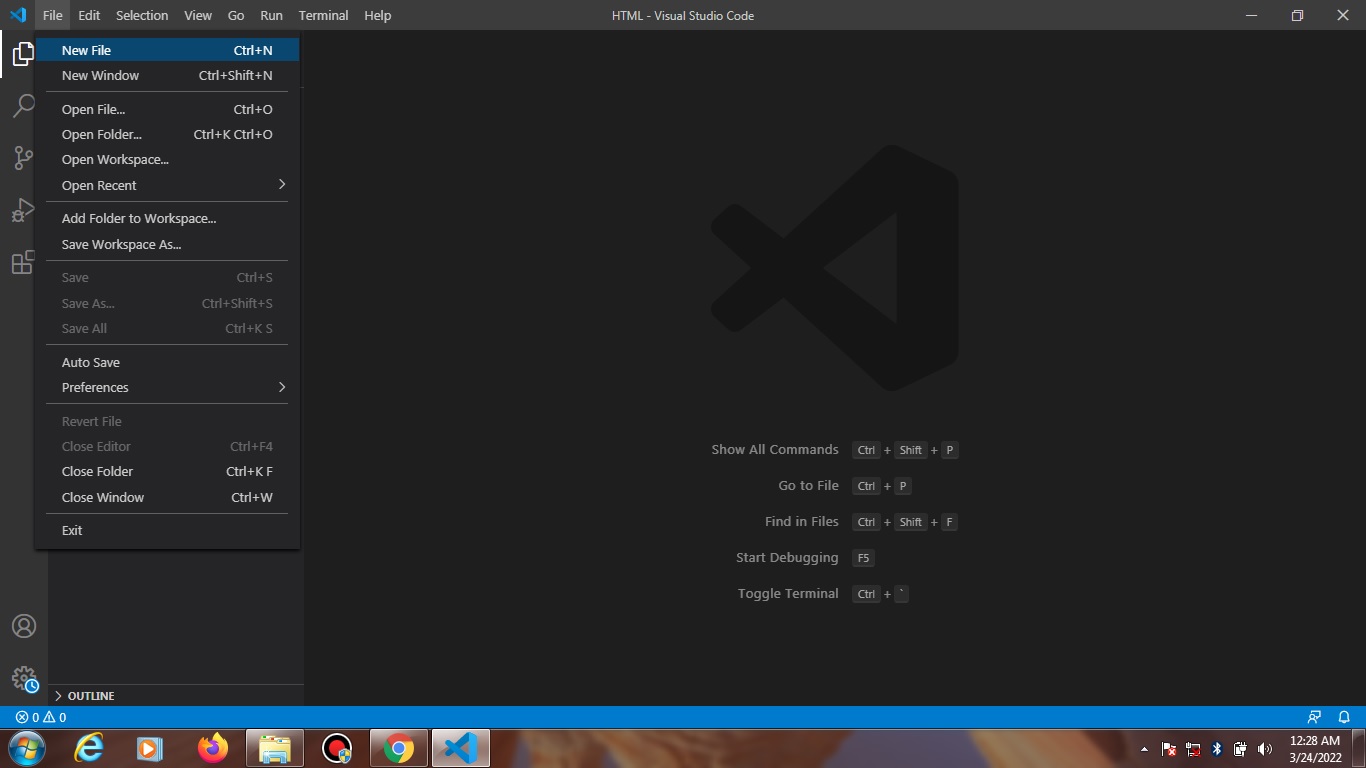 File Edit Selection View Go Run Terminal Help HTML - Visual Studio Code
New File Ctrl+N
New Window Ctrl+Shift+N
Open File... Ctrl+O
Open Folder... Ctrl+K Ctrl+O
Open Workspace...
Open Recent
Add Folder to Workspace...
Save Workspace As...
Save Ctrl+S
Save As... Ctrl+Shift+S
Save All Ctrl+K S
Auto Save
Preferences
Revert File
Close Editor Ctrl+F4
Close Folder Ctrl+K F
Close Window Ctrl+W
Exit
Show All Commands Ctrl + Shift + P
Go to File Ctrl + P
Find in Files Ctrl + Shift + F
Start Debugging F5
Toggle Terminal Ctrl + `
OUTLINE
0 0
12:28 AM
3/24/2022